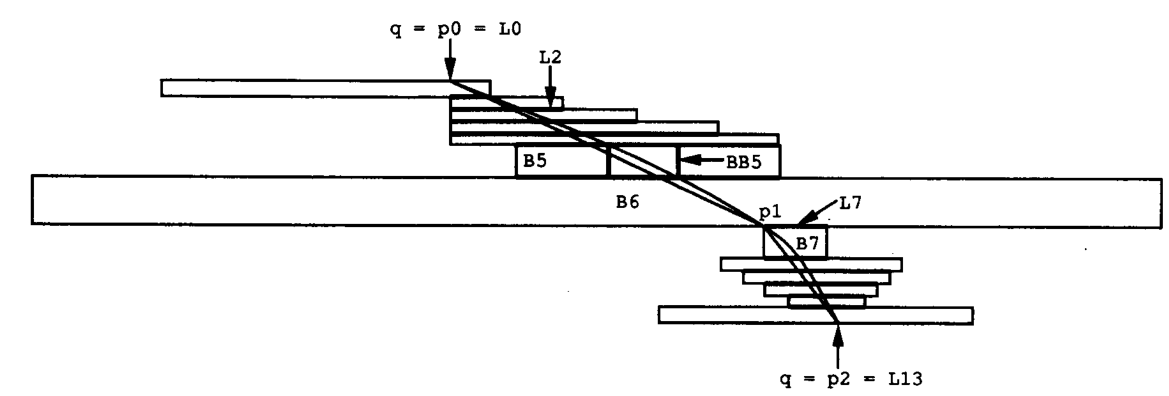 q = p0 = L0
L2
B5
BB5
B6
p1
L7
B7
q = p2 = L13